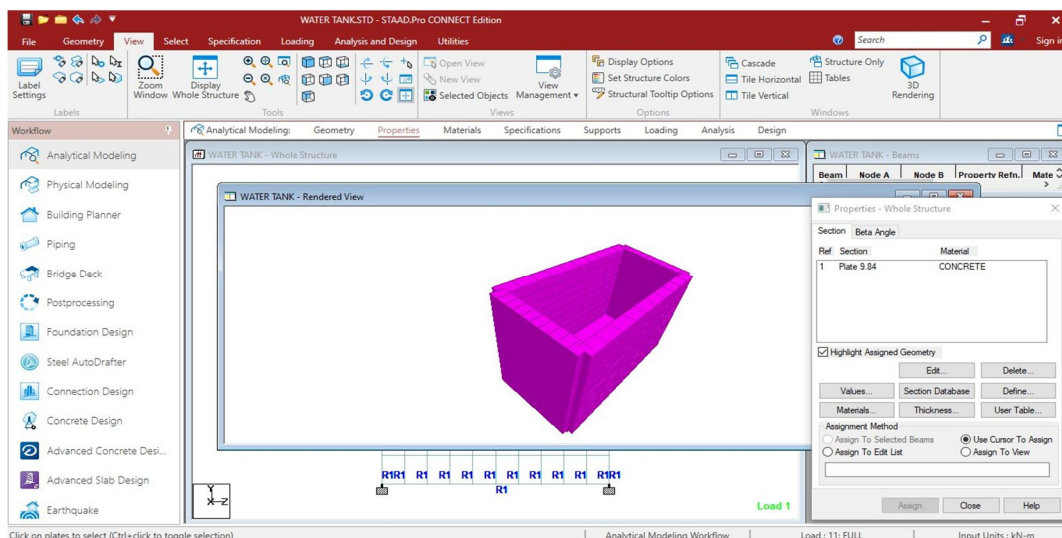 WATER TANK.STD - STAAD.Pro CONNECT Edition
File Geometry View Select Specification Loading Analysis and Design Utilities Search Sign in
Label Settings
Labels
Zoom Window
Display Whole Structure
Tools
Open View
New View
Selected Objects
View Management
Views
Display Options
Set Structure Colors
Structural Tooltip Options
Options
Cascade
Tile Horizontal
Tile Vertical
Structure Only
Tables
Windows
3D Rendering
Workflow
Analytical Modeling
Physical Modeling
Building Planner
Piping
Bridge Deck
Postprocessing
Foundation Design
Steel AutoDrafter
Connection Design
Concrete Design
Advanced Concrete Desi...
Advanced Slab Design
Earthquake
Analytical Modeling: Geometry Properties Materials Specifications Supports Loading Analysis Design
WATER TANK - Whole Structure
WATER TANK - Rendered View
R1R1 R1 R1 R1 R1 R1 R1 R1 R1R1
R1
Y
X Z
Load 1
WATER TANK - Beams
Beam Node A Node B Property Refn. Mate
Properties - Whole Structure
Section Beta Angle
Ref Section Material
1 Plate 9.84 CONCRETE
Highlight Assigned Geometry
Edit... Delete...
Values... Section Database Define...
Materials... Thickness... User Table...
Assignment Method
Assign To Selected Beams Use Cursor To Assign
Assign To Edit List Assign To View
Assign Close Help
Click on plates to select (Ctrl+click to toggle selection) Analytical Modeling Workflow Load : 11: FULL Input Units : kN-m